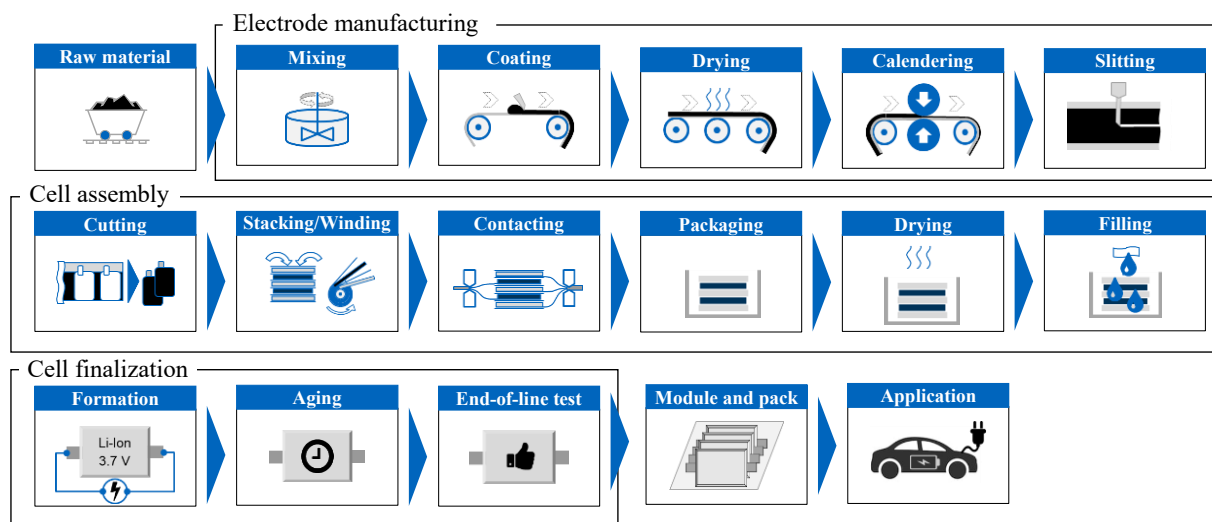 Electrode manufacturing
Raw material
Mixing
Coating
Drying
Calendering
Slitting
Cell assembly
Cutting
Stacking/Winding
Contacting
Packaging
Drying
Filling
Cell finalization
Formation
Aging
End-of-line test
Module and pack
Application
Li-Ion
3.7 V